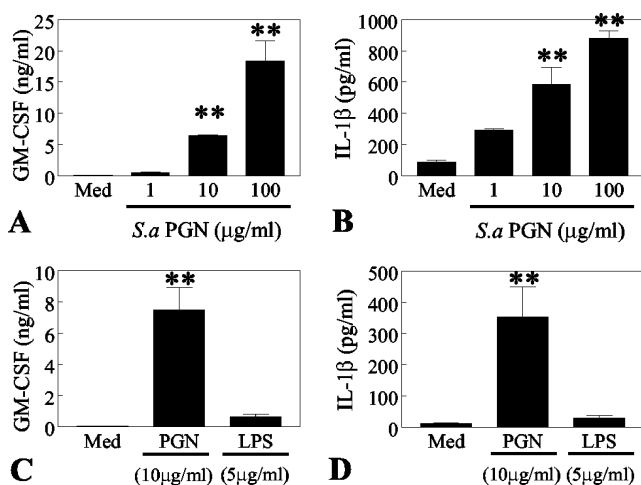 GM-CSF (ng/ml)
25
20
15
10
5
0
**
**
Med
1
10
100
S.a PGN (μg/ml)
A
IL-1β (pg/ml)
1000
800
600
400
200
0
**
**
Med
1
10
100
S.a PGN (μg/ml)
B
GM-CSF (ng/ml)
10
8
6
4
2
0
**
Med
PGN
LPS
(10μg/ml)
(5μg/ml)
C
IL-1β (pg/ml)
500
400
300
200
100
0
**
Med
PGN
LPS
(10μg/ml)
(5μg/ml)
D